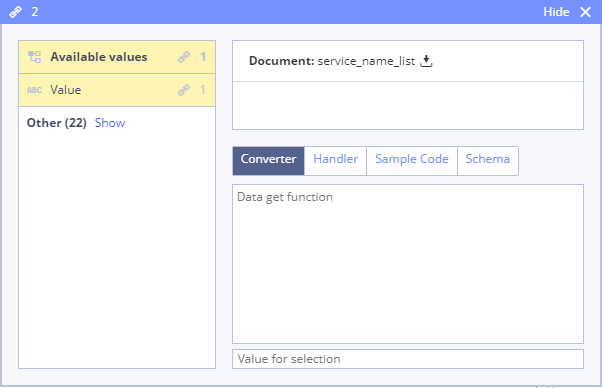 2 Hide
Available values 1
ABC Value 1
Other (22) Show
Document: service_name_list
Converter Handler Sample Code Schema
Data get function
Value for selection